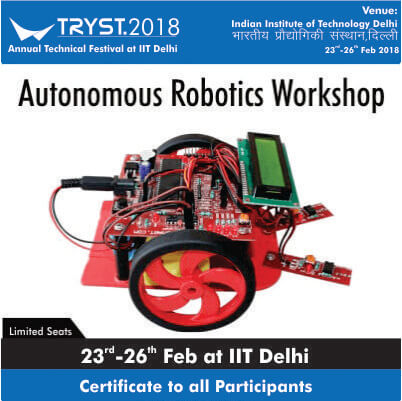 TRYST.2018
Annual Technical Festival at IIT Delhi
Venue:
Indian Institute of Technology Delhi
भारतीय प्रौद्योगिकी संस्थान,दिल्ली
23rd-26th Feb 2018
Autonomous Robotics Workshop
Limited Seats
23rd-26th Feb at IIT Delhi
Certificate to all Participants